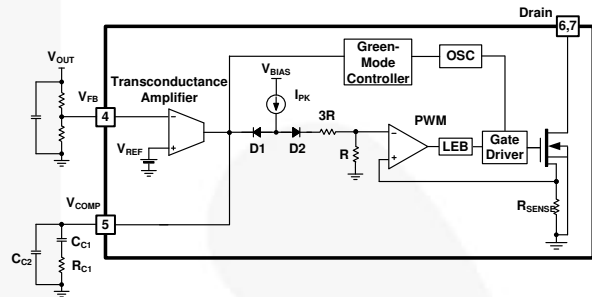 Drain
6,7
VOUT
VFB
4
Transconductance
Amplifier
VREF
VBIAS
IPK
D1
D2
3R
R
Green-
Mode
Controller
OSC
PWM
LEB
Gate
Driver
RSENSE
VCOMP
5
CC1
CC2
RC1